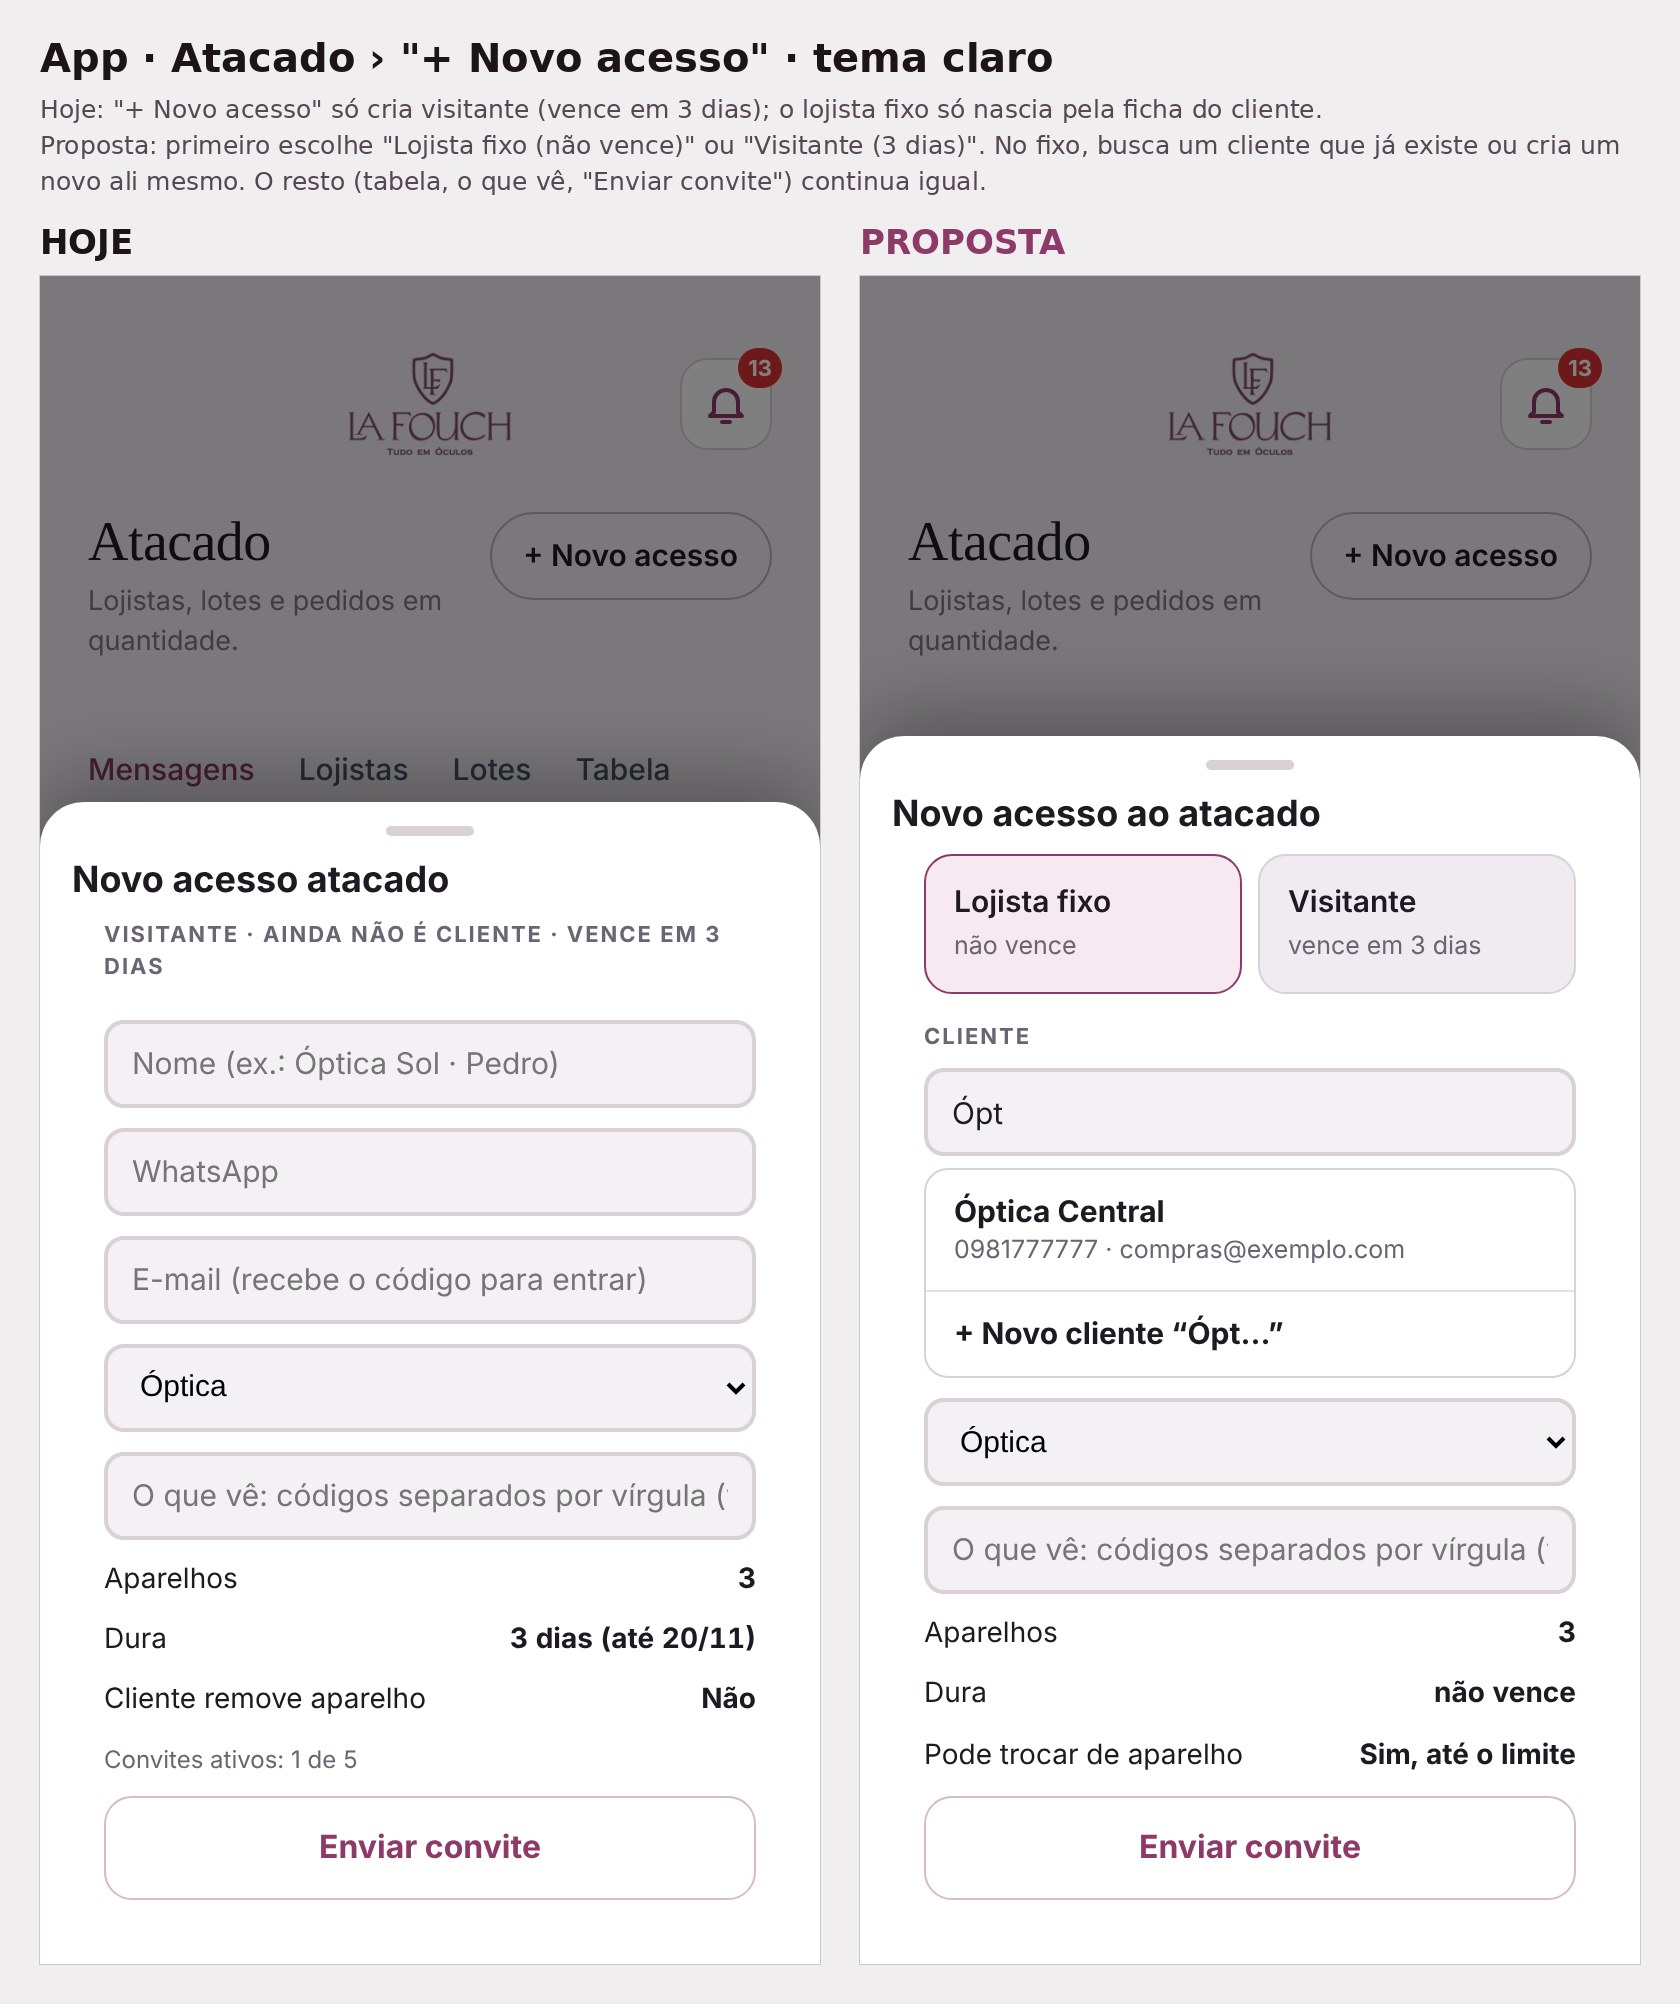 App · Atacado › "+ Novo acesso" · tema claro
Hoje: "+ Novo acesso" só cria visitante (vence em 3 dias); o lojista fixo só nascia pela ficha do cliente.
Proposta: primeiro escolhe "Lojista fixo (não vence)" ou "Visitante (3 dias)". No fixo, busca um cliente que já existe ou cria um
novo ali mesmo. O resto (tabela, o que vê, "Enviar convite") continua igual.
HOJE
LF
LA FOUCH
TUDO EM ÓCULOS
13
Atacado
+ Novo acesso
Lojistas, lotes e pedidos em
quantidade.
Mensagens Lojistas Lotes Tabela
Novo acesso atacado
VISITANTE · AINDA NÃO É CLIENTE · VENCE EM 3
DIAS
Nome (ex.: Óptica Sol · Pedro)
WhatsApp
E-mail (recebe o código para entrar)
Óptica
O que vê: códigos separados por vírgula (
Aparelhos 3
Dura 3 dias (até 20/11)
Cliente remove aparelho Não
Convites ativos: 1 de 5
Enviar convite
PROPOSTA
LF
LA FOUCH
TUDO EM ÓCULOS
13
Atacado
+ Novo acesso
Lojistas, lotes e pedidos em
quantidade.
Novo acesso ao atacado
Lojista fixo
não vence
Visitante
vence em 3 dias
CLIENTE
Ópt
Óptica Central
0981777777 · compras@exemplo.com
+ Novo cliente “Ópt…”
Óptica
O que vê: códigos separados por vírgula (
Aparelhos 3
Dura não vence
Pode trocar de aparelho Sim, até o limite
Enviar convite